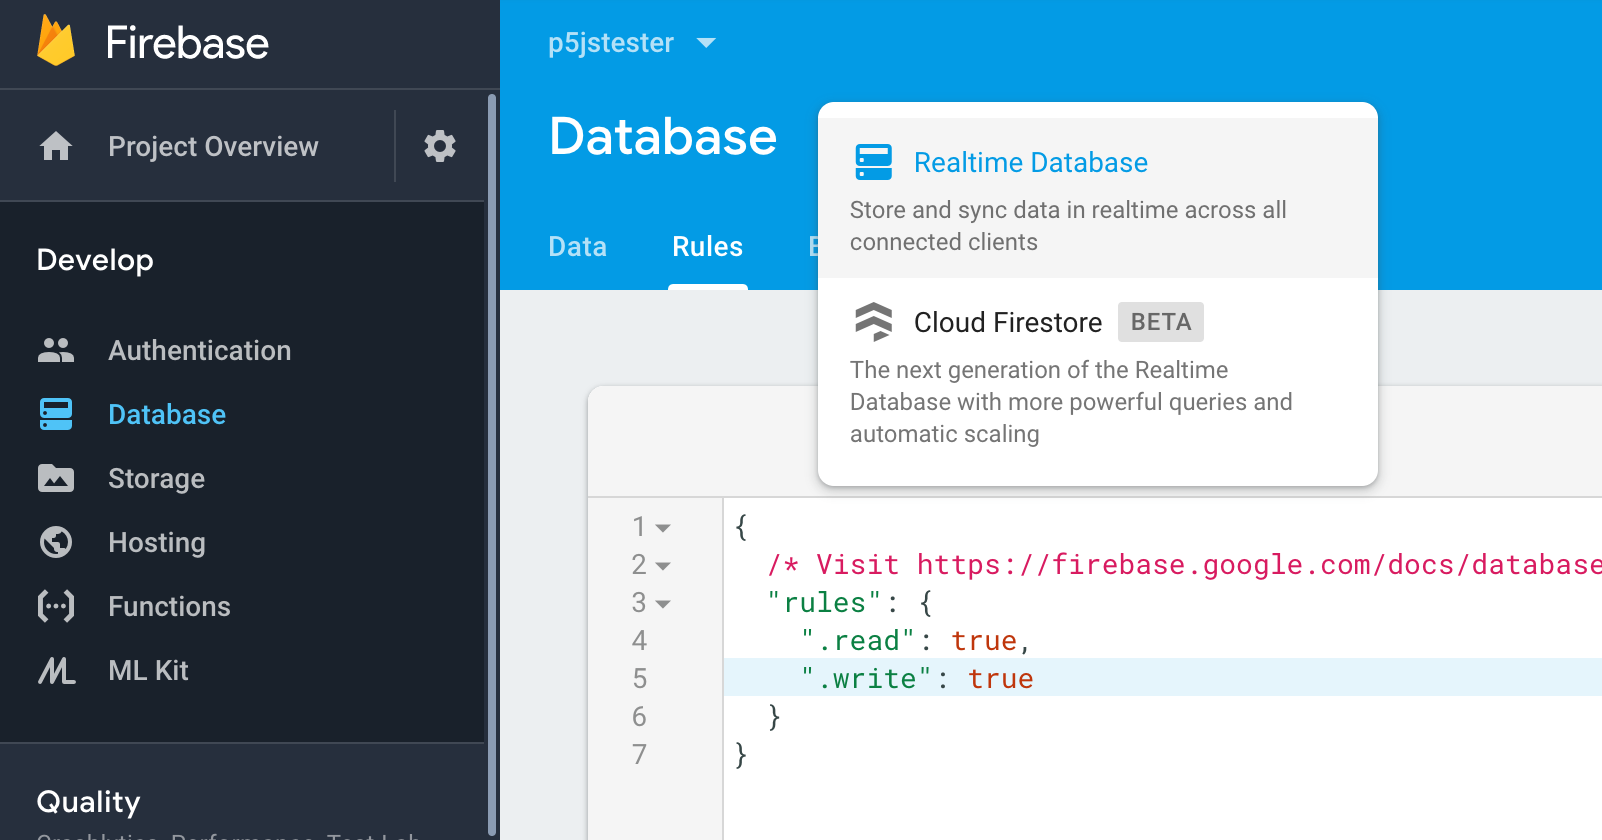 Firebase
Project Overview
Develop
Authentication
Database
Storage
Hosting
Functions
ML Kit
Quality
p5jstester
Database
Data
Rules
Realtime Database
Store and sync data in realtime across all
connected clients
Cloud Firestore BETA
The next generation of the Realtime
Database with more powerful queries and
automatic scaling
1 {
2 /* Visit https://firebase.google.com/docs/database
3 "rules": {
4 ".read": true,
5 ".write": true
6 }
7 }